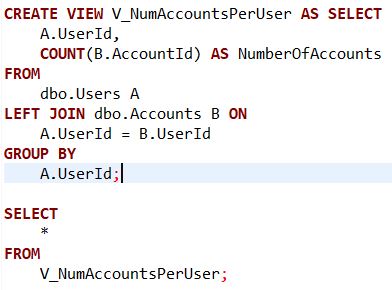 CREATE VIEW V_NumAccountsPerUser AS SELECT
    A.UserId,
    COUNT(B.AccountId) AS NumberOfAccounts
FROM
    dbo.Users A
LEFT JOIN dbo.Accounts B ON
    A.UserId = B.UserId
GROUP BY
    A.UserId;

SELECT
    *
FROM
    V_NumAccountsPerUser;